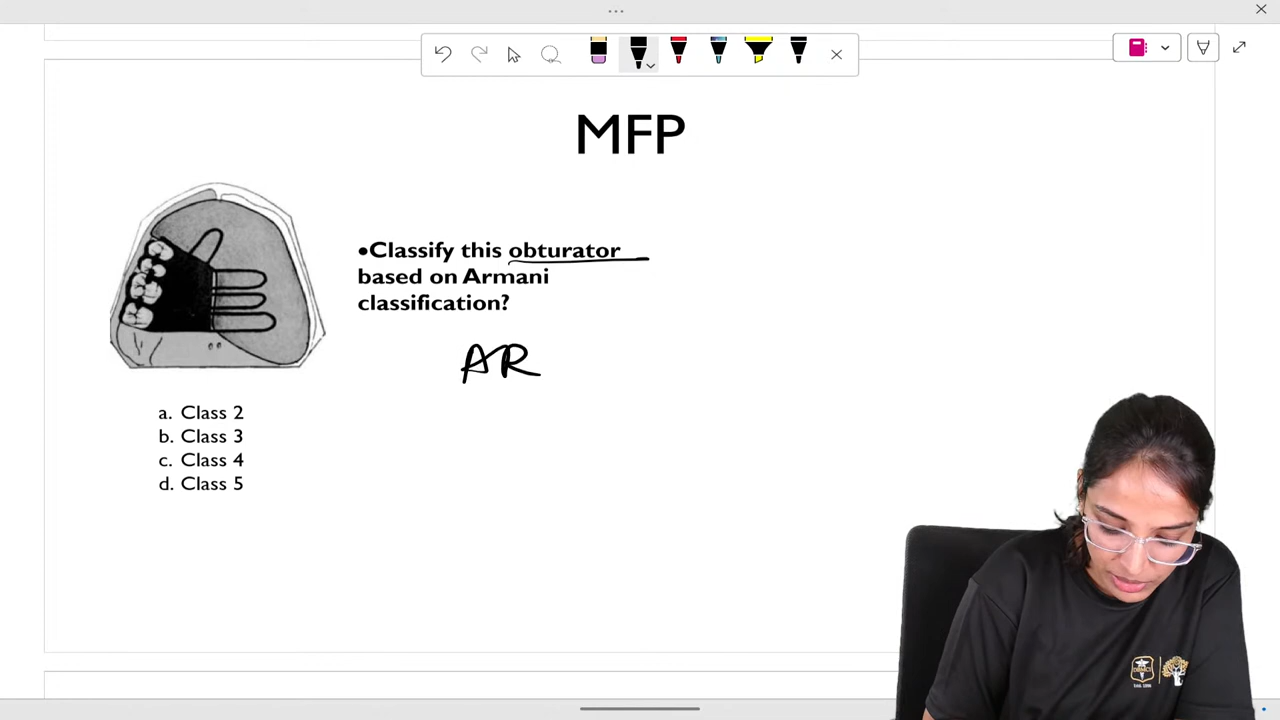 MFP
•Classify this obturator
based on Armani
classification?
AR
a. Class 2
b. Class 3
c. Class 4
d. Class 5